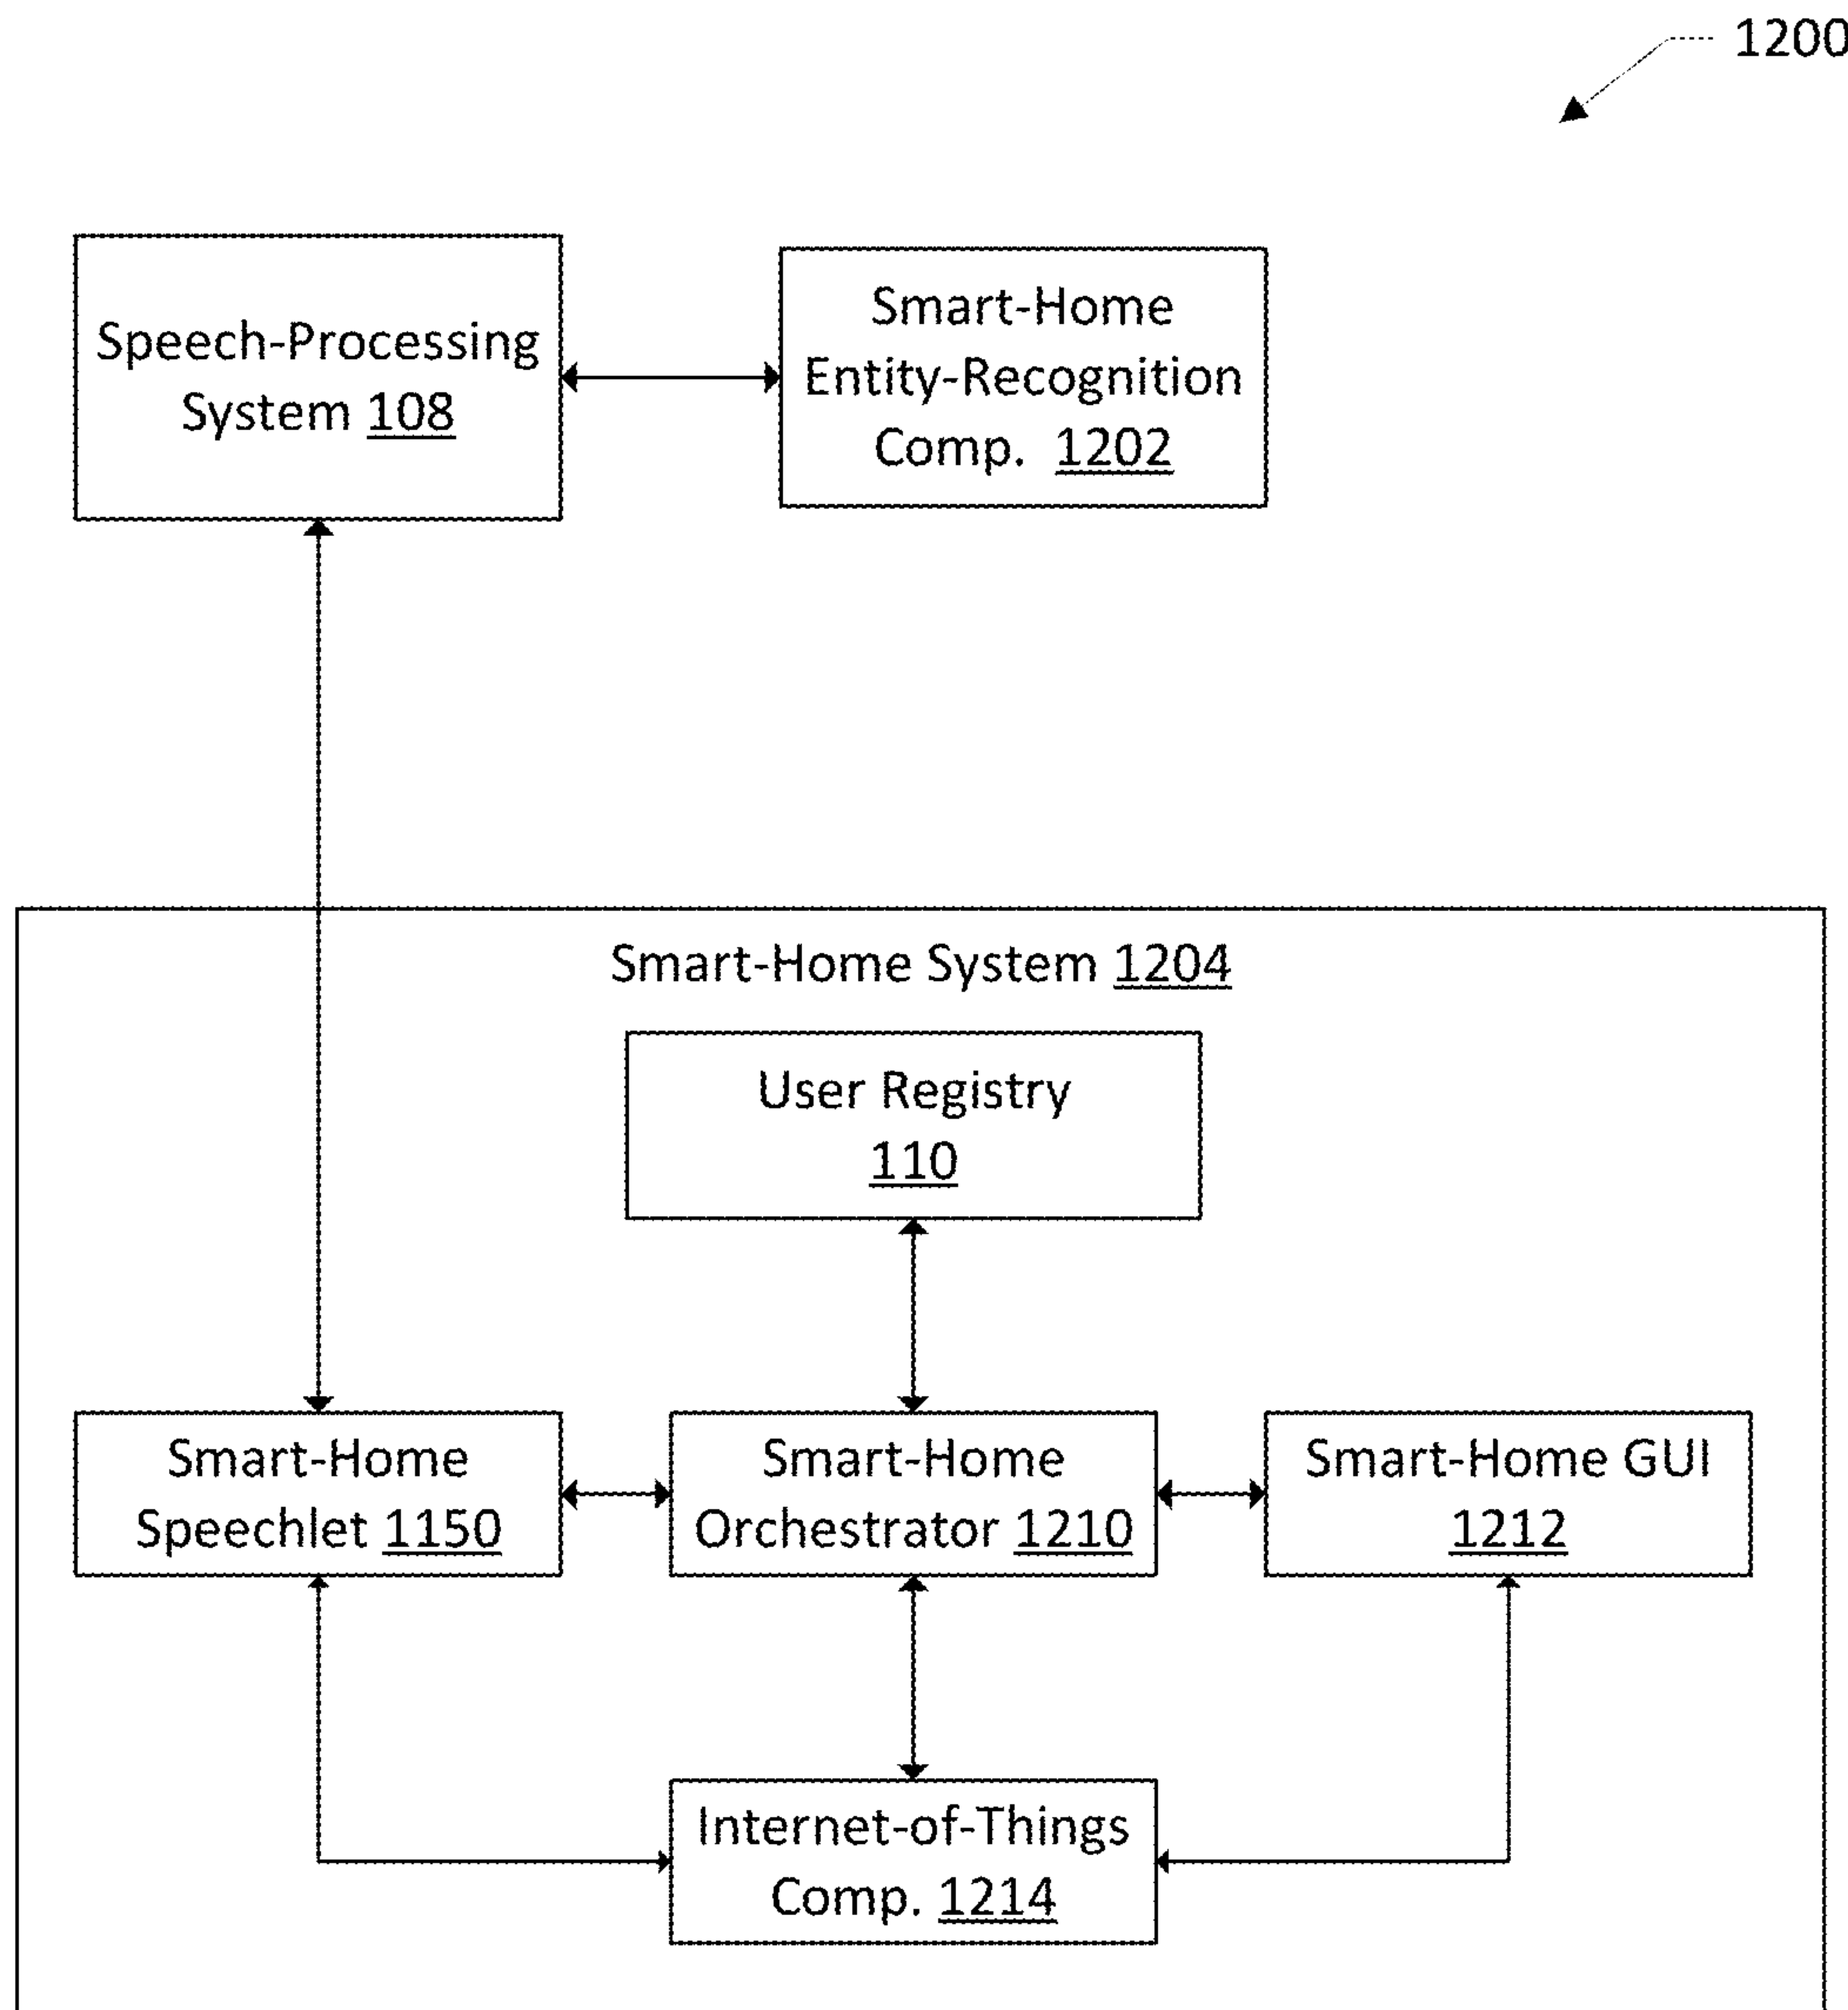 1200
Speech-Processing
System 108
Smart-Home
Entity-Recognition
Comp. 1202
Smart-Home System 1204
User Registry
110
Smart-Home
Speechlet 1150
Smart-Home
Orchestrator 1210
Smart-Home GUI
1212
Internet-of-Things
Comp. 1214